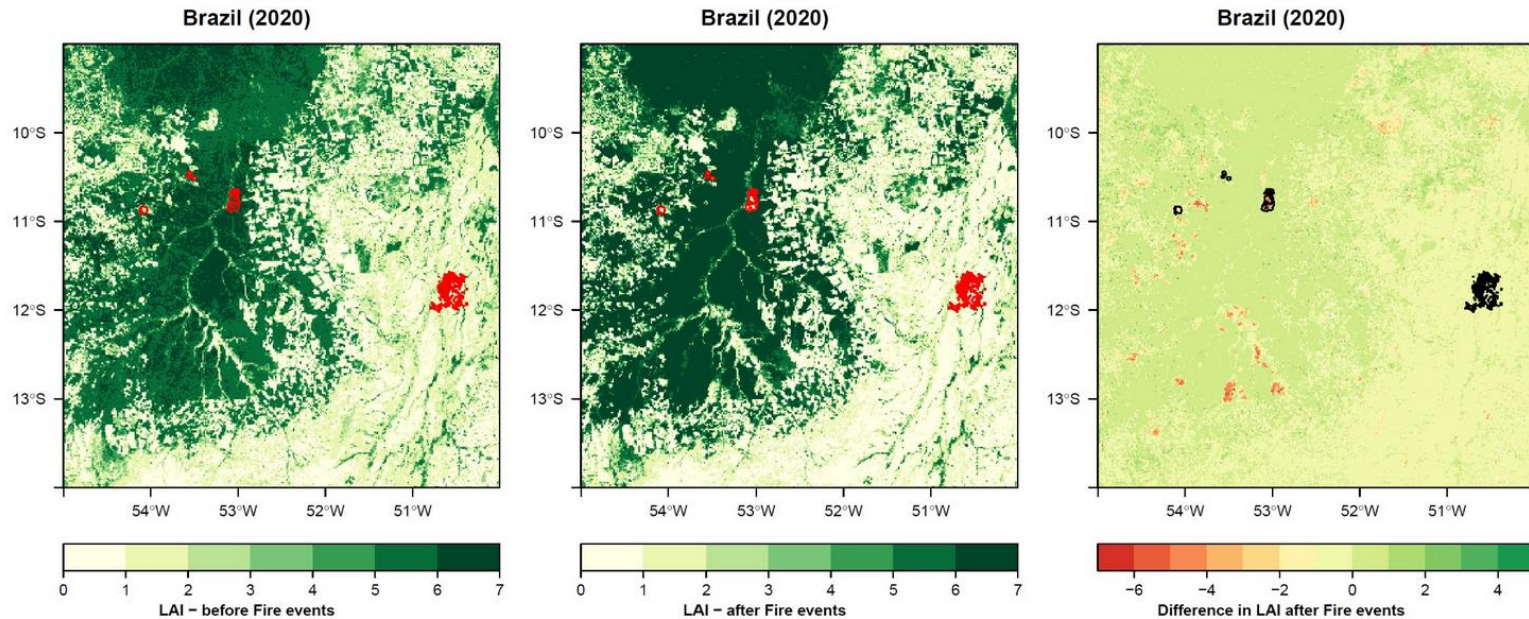 Brazil (2020)
10°S
11°S
12°S
13°S
54°W 53°W 52°W 51°W
0 1 2 3 4 5 6 7
LAI − before Fire events
Brazil (2020)
10°S
11°S
12°S
13°S
54°W 53°W 52°W 51°W
0 1 2 3 4 5 6 7
LAI − after Fire events
Brazil (2020)
10°S
11°S
12°S
13°S
54°W 53°W 52°W 51°W
−6 −4 −2 0 2 4
Difference in LAI after Fire events